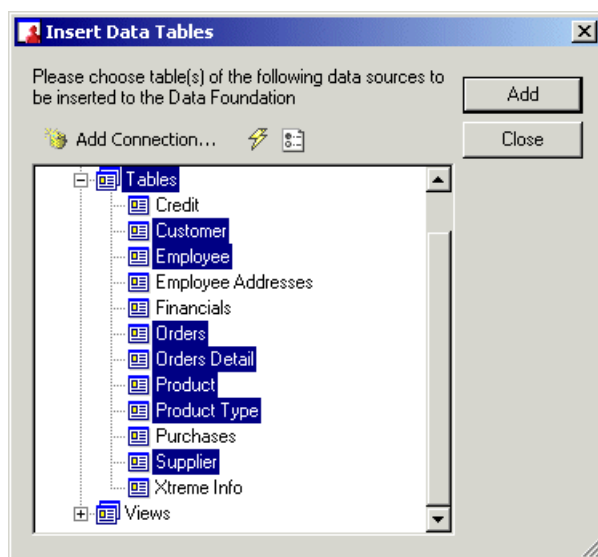 Insert Data Tables
Please choose table(s) of the following data sources to
be inserted to the Data Foundation
Add
Add Connection...
Close
Tables
Credit
Customer
Employee
Employee Addresses
Financials
Orders
Orders Detail
Product
Product Type
Purchases
Supplier
Xtreme Info
Views